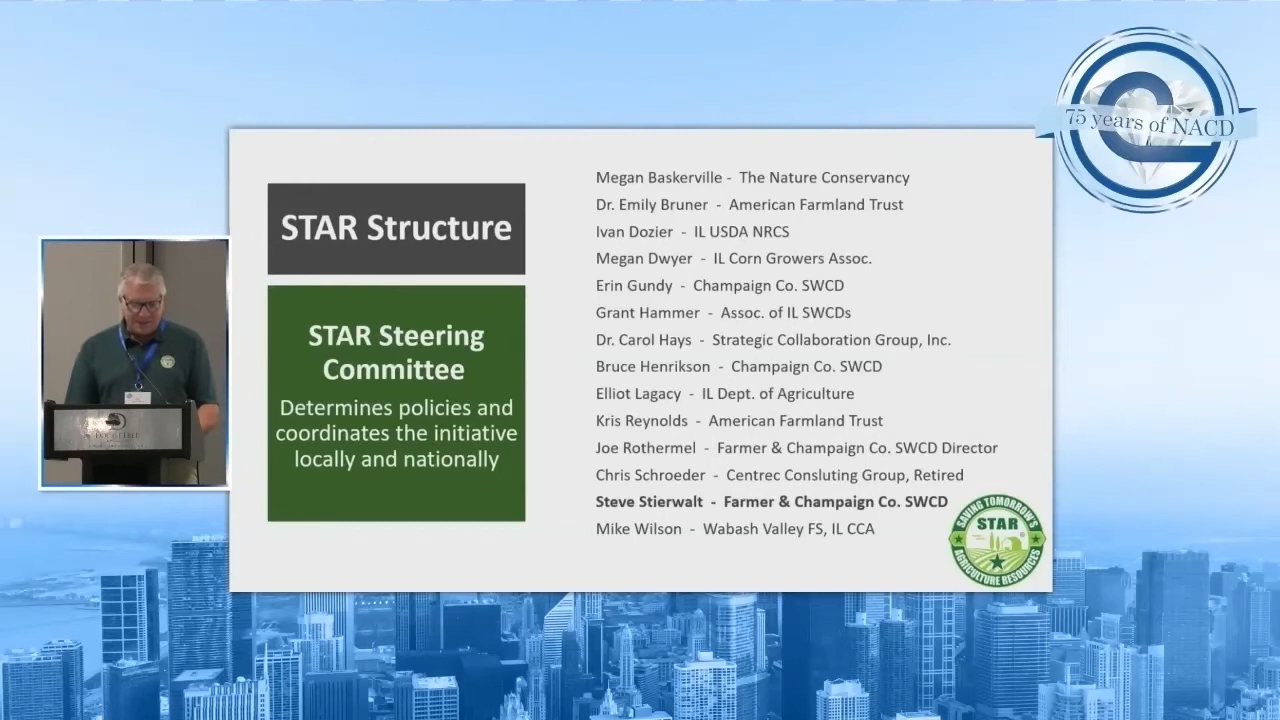 75 years of NACD
STAR Structure
STAR Steering
Committee
Determines policies and
coordinates the initiative
locally and nationally
Megan Baskerville - The Nature Conservancy
Dr. Emily Bruner - American Farmland Trust
Ivan Dozier - IL USDA NRCS
Megan Dwyer - IL Corn Growers Assoc.
Erin Gundy - Champaign Co. SWCD
Grant Hammer - Assoc. of IL SWCDs
Dr. Carol Hays - Strategic Collaboration Group, Inc.
Bruce Henrikson - Champaign Co. SWCD
Elliot Lagacy - IL Dept. of Agriculture
Kris Reynolds - American Farmland Trust
Joe Rothermel - Farmer & Champaign Co. SWCD Director
Chris Schroeder - Centrec Consluting Group, Retired
Steve Stierwalt - Farmer & Champaign Co. SWCD
Mike Wilson - Wabash Valley FS, IL CCA
SAVING TOMORROW'S
STAR
AGRICULTURE RESOURCES